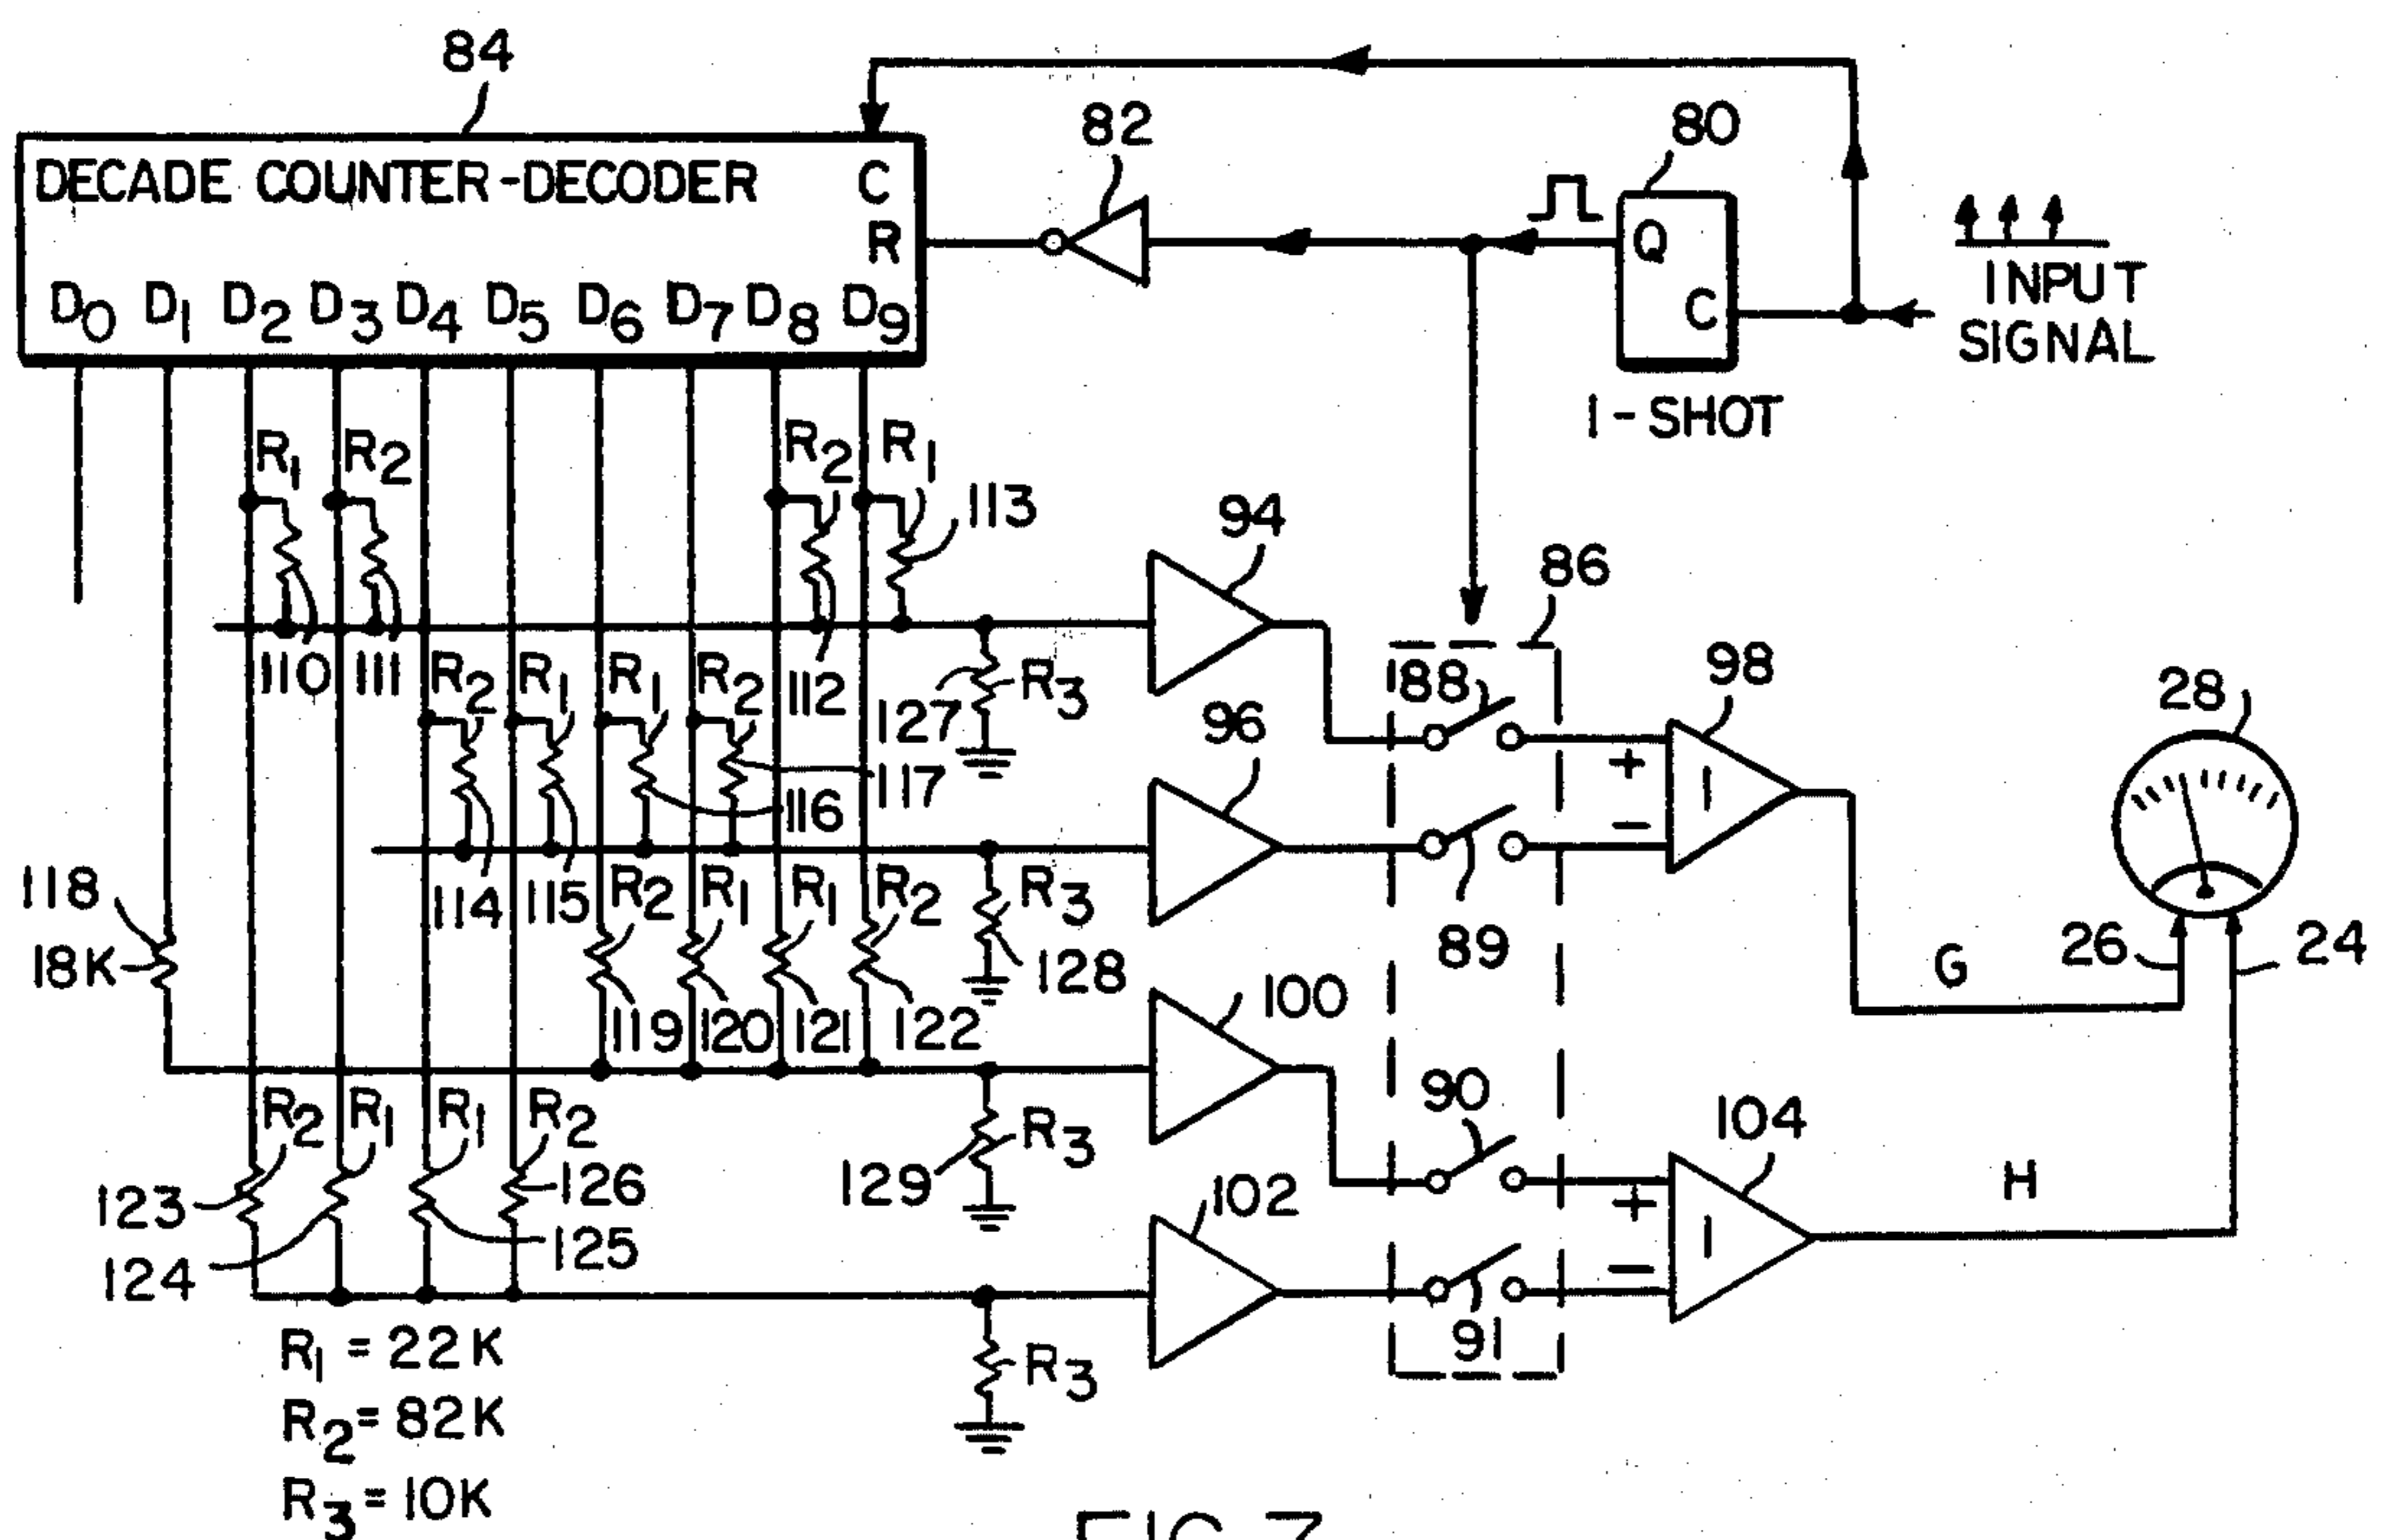 84
82
80
DECADE COUNTER-DECODER C
R
Q
C
D0 D1 D2 D3 D4 D5 D6 D7 D8 D9
INPUT
SIGNAL
1-SHOT
R1 R2 R2 R1
113
94
86
110 111 112
127 R3
88
98
28
R2 R1 R1 R2
96
117
116
+
1
−
118
18K
114 115
R2 R1 R1 R2
R3
128
89
G
26
24
119 120 121 122
100
R2 R1 R1 R2
129 R3
90
104
H
123
126
124
125
102
+
1
−
91
R3
R1 = 22K
R2 = 82K
R3 = 10K